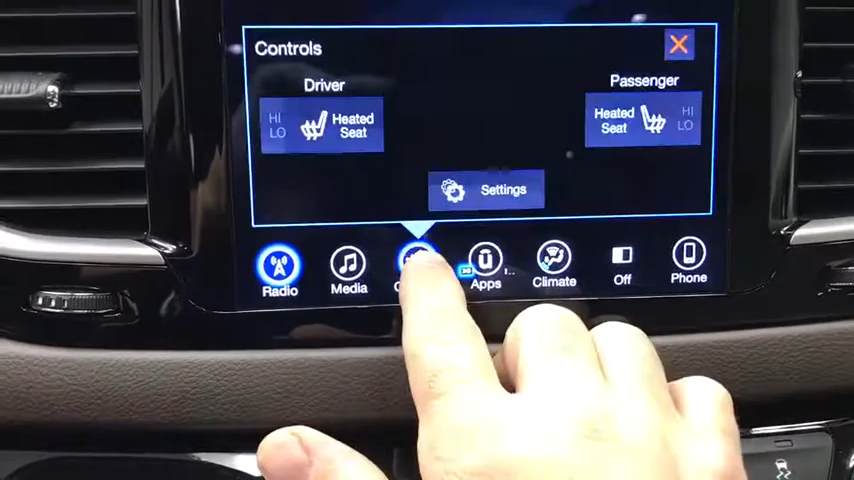 Controls
Driver
Passenger
HI
LO
Heated
Seat
Heated
Seat
HI
LO
Settings
Radio
Media
Apps
Climate
Off
Phone